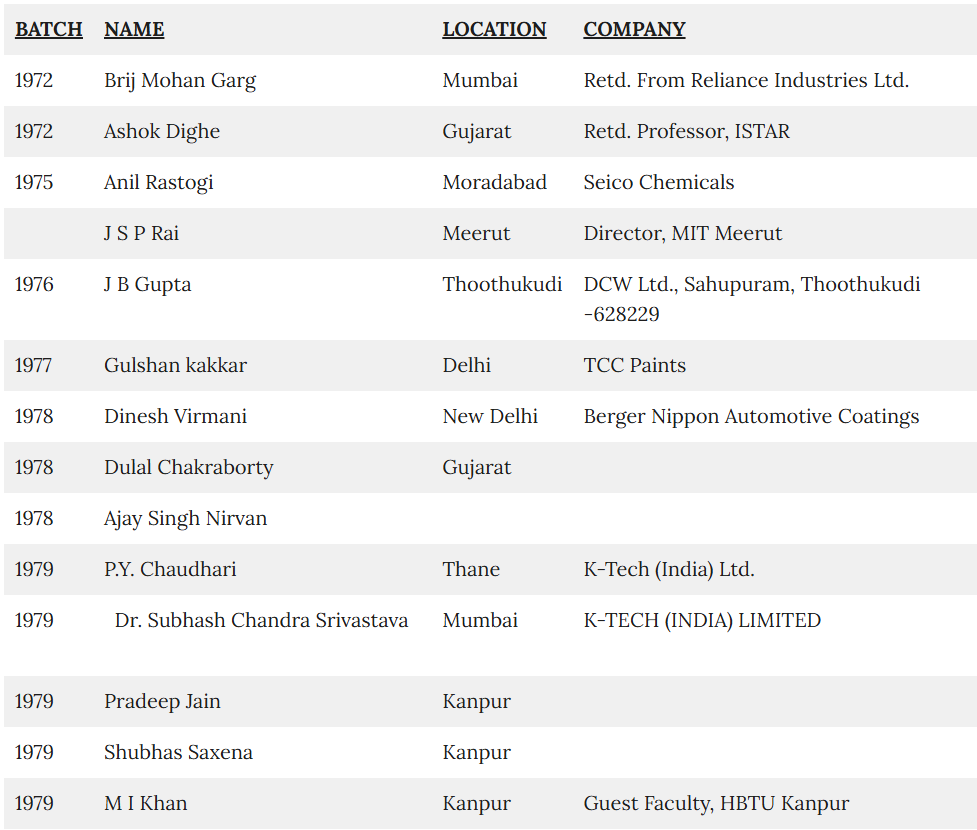 BATCH NAME LOCATION COMPANY
1972 Brij Mohan Garg Mumbai Retd. From Reliance Industries Ltd.
1972 Ashok Dighe Gujarat Retd. Professor, ISTAR
1975 Anil Rastogi Moradabad Seico Chemicals
J S P Rai Meerut Director, MIT Meerut
1976 J B Gupta Thoothukudi DCW Ltd., Sahupuram, Thoothukudi
-628229
1977 Gulshan kakkar Delhi TCC Paints
1978 Dinesh Virmani New Delhi Berger Nippon Automotive Coatings
1978 Dulal Chakraborty Gujarat
1978 Ajay Singh Nirvan
1979 P.Y. Chaudhari Thane K-Tech (India) Ltd.
1979 Dr. Subhash Chandra Srivastava Mumbai K-TECH (INDIA) LIMITED
1979 Pradeep Jain Kanpur
1979 Shubhas Saxena Kanpur
1979 M I Khan Kanpur Guest Faculty, HBTU Kanpur